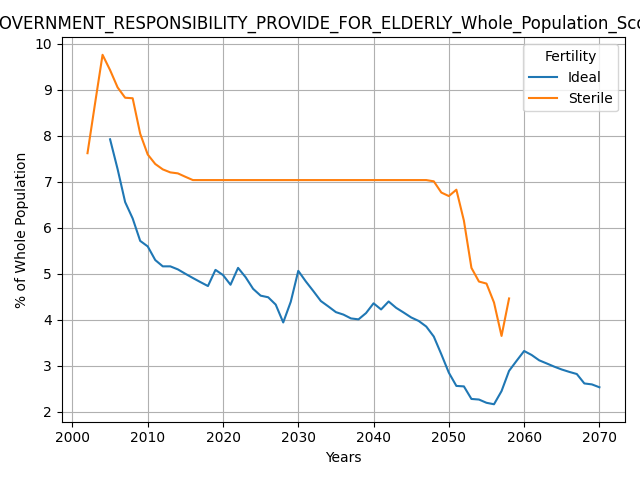 OVERNMENT_RESPONSIBILITY_PROVIDE_FOR_ELDERLY_Whole_Population_Sco
Fertility
Ideal
Sterile
10
9
8
7
6
5
4
3
2
% of Whole Population
2000 2010 2020 2030 2040 2050 2060 2070
Years